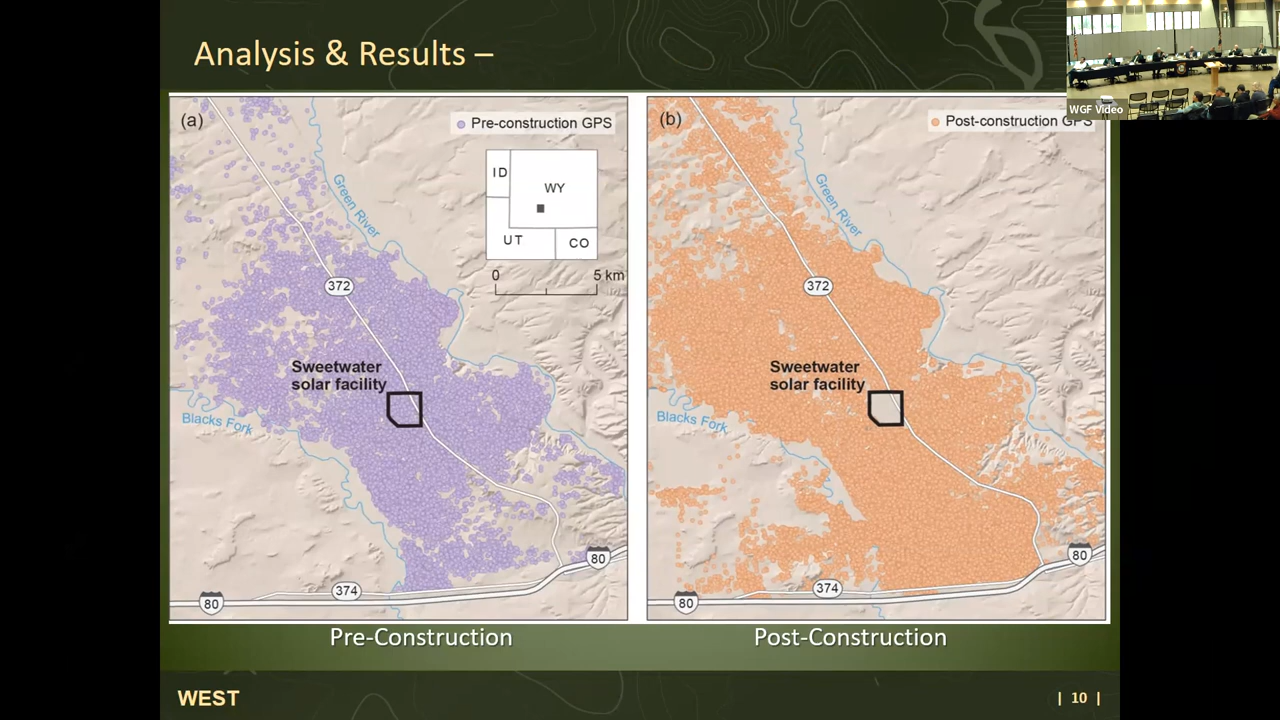 Analysis & Results –
WGF Video
(a)
Pre-construction GPS
Green River
ID
WY
UT
CO
0
5 km
372
Sweetwater
solar facility
Blacks Fork
80
374
80
(b)
Post-construction GPS
Green River
372
Sweetwater
solar facility
Blacks Fork
80
374
80
Pre-Construction
Post-Construction
WEST
| 10 |